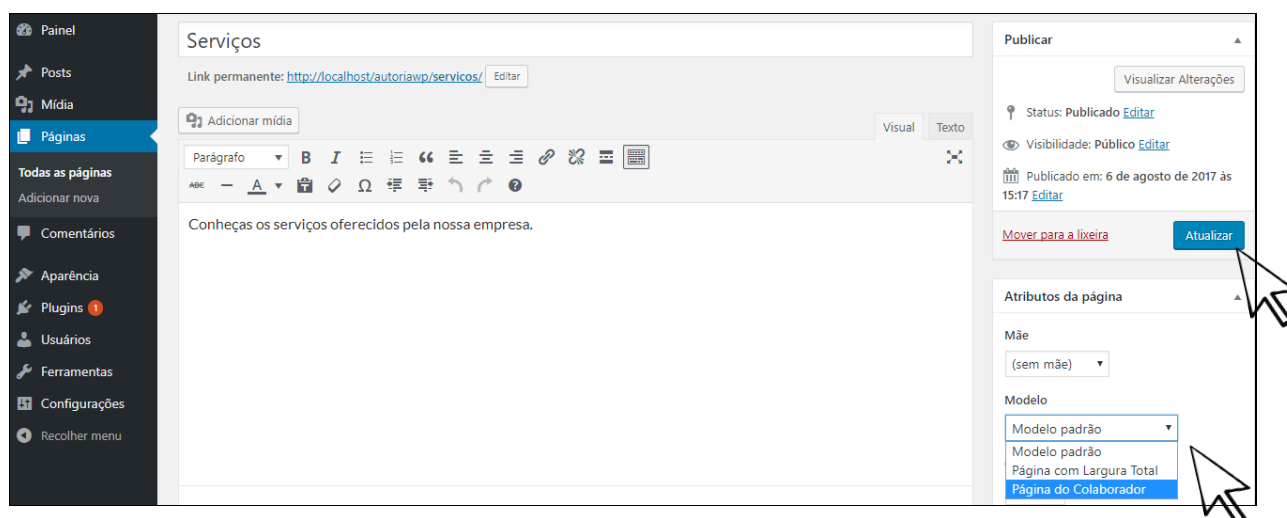 Painel
Posts
Mídia
Páginas
Todas as páginas
Adicionar nova
Comentários
Aparência
Plugins 1
Usuários
Ferramentas
Configurações
Recolher menu
Serviços
Link permanente: http://localhost/autoriawp/servicos/ Editar
Adicionar mídia
Visual Texto
Parágrafo B I
ABE A Ω
Conheças os serviços oferecidos pela nossa empresa.
Publicar
Visualizar Alterações
Status: Publicado Editar
Visibilidade: Público Editar
Publicado em: 6 de agosto de 2017 às
15:17 Editar
Mover para a lixeira Atualizar
Atributos da página
Mãe
(sem mãe)
Modelo
Modelo padrão
Modelo padrão
Página com Largura Total
Página do Colaborador